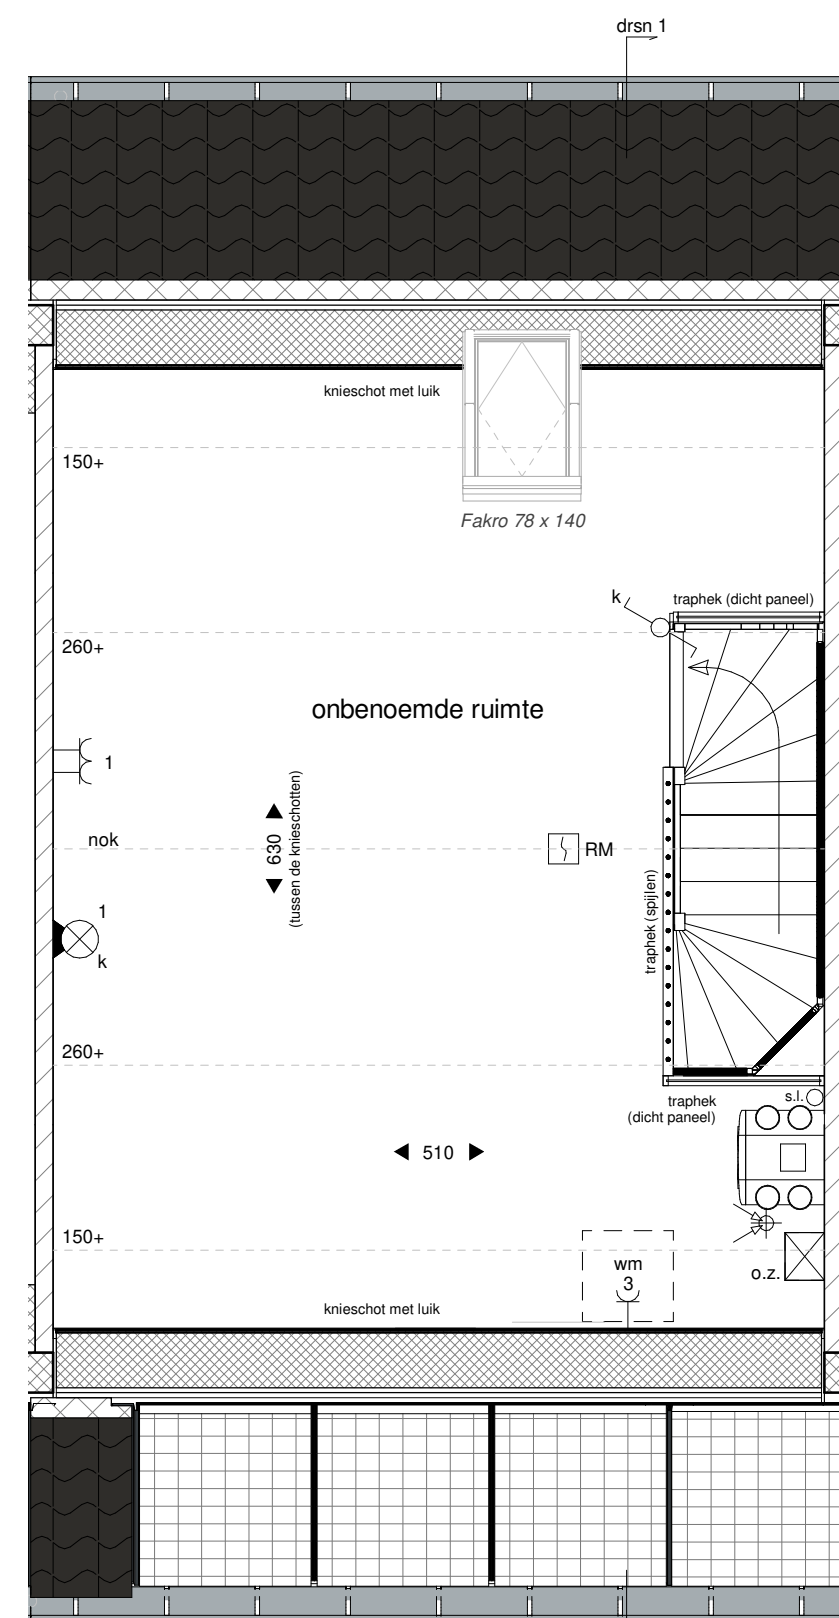 drsn 1
knieschot met luik
150+
Fakro 78 x 140
k
traphek (dicht paneel)
260+
onbenoemde ruimte
1
nok
630
(tussen de knieschotten)
RM
traphek (spijlen)
1
k
260+
traphek
(dicht paneel)
s.l.
510
150+
wm
3
o.z.
knieschot met luik